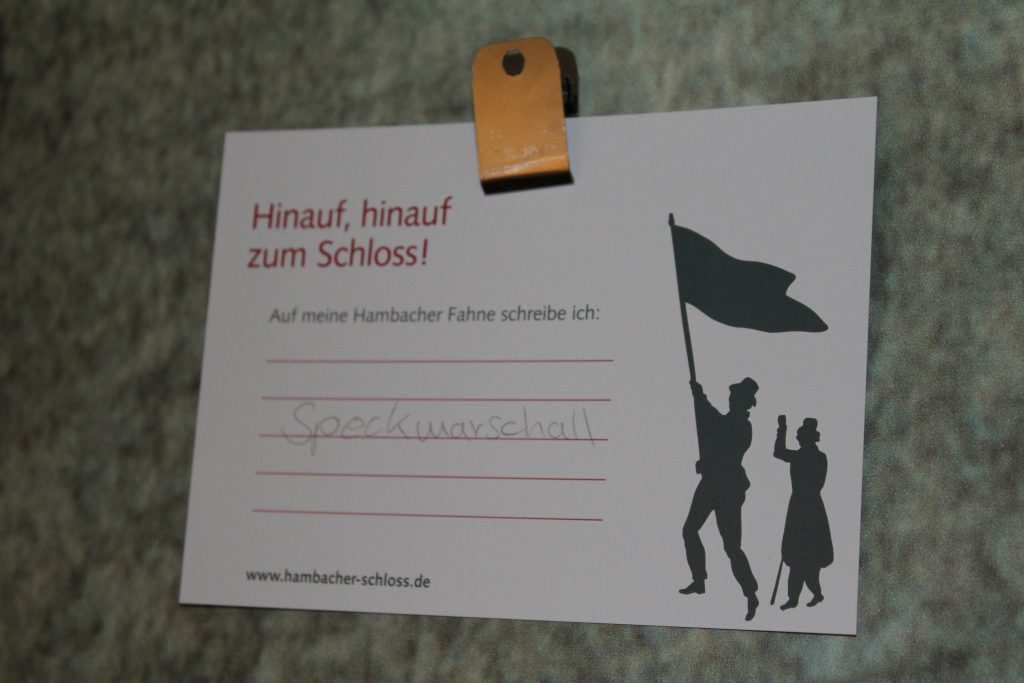 Hinauf, hinauf
zum Schloss!
Auf meine Hambacher Fahne schreibe ich:
Speckmarschall
www.hambacher-schloss.de